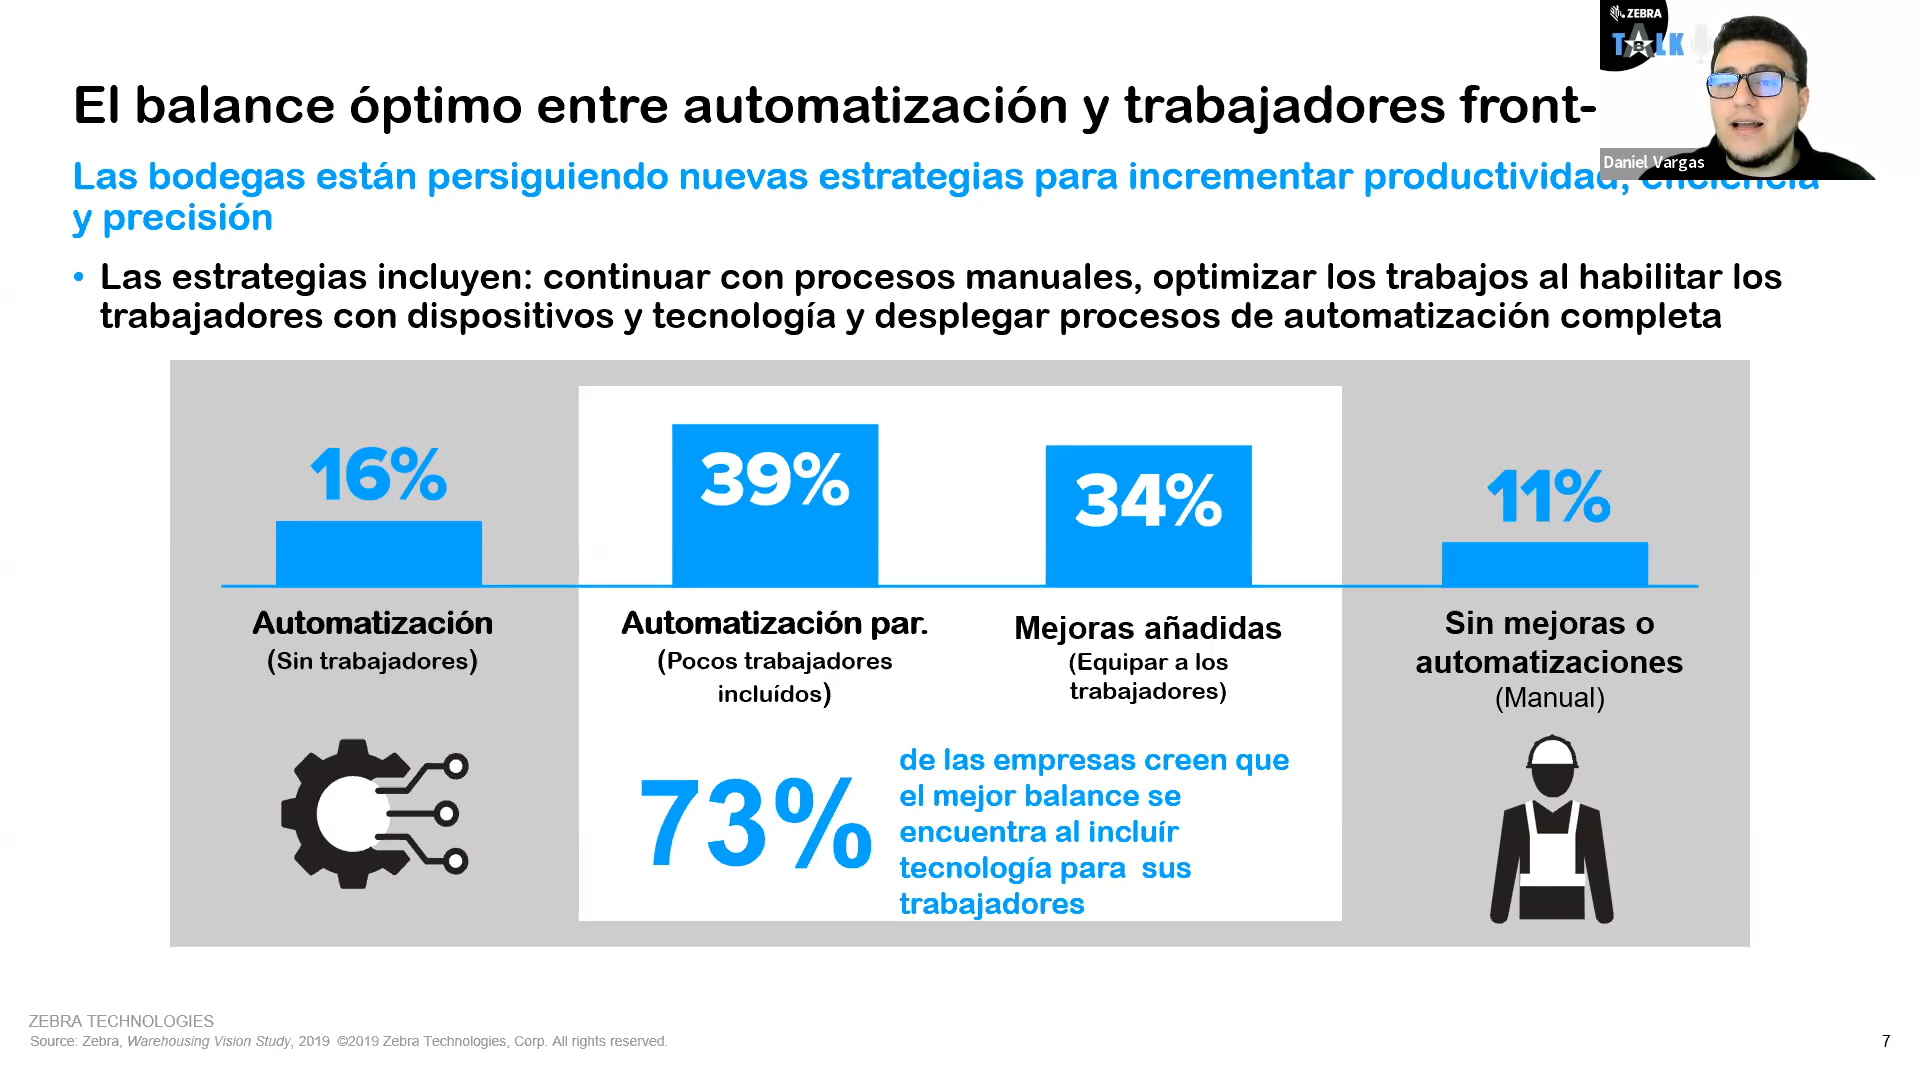 ZEBRA
TALK
B
Daniel Vargas
El balance óptimo entre automatización y trabajadores front-
Las bodegas están persiguiendo nuevas estrategias para incrementar productividad, eficiencia
y precisión
• Las estrategias incluyen: continuar con procesos manuales, optimizar los trabajos al habilitar los
trabajadores con dispositivos y tecnología y desplegar procesos de automatización completa
16%
39%
34%
11%
Automatización
(Sin trabajadores)
Automatización par.
(Pocos trabajadores
incluídos)
Mejoras añadidas
(Equipar a los
trabajadores)
Sin mejoras o
automatizaciones
(Manual)
73%
de las empresas creen que
el mejor balance se
encuentra al incluír
tecnología para sus
trabajadores
ZEBRA TECHNOLOGIES
Source: Zebra, Warehousing Vision Study, 2019 ©2019 Zebra Technologies, Corp. All rights reserved.
7